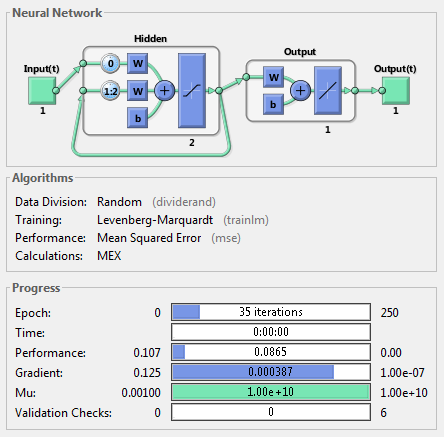 Neural Network
Hidden
Output
Input(t)
Output(t)
0
W
1:2
W
b
+
W
b
+
1
2
1
1
Algorithms
Data Division: Random (dividerand)
Training: Levenberg-Marquardt (trainlm)
Performance: Mean Squared Error (mse)
Calculations: MEX
Progress
Epoch: 0 35 iterations 250
Time: 0:00:00
Performance: 0.107 0.0865 0.00
Gradient: 0.125 0.000387 1.00e-07
Mu: 0.00100 1.00e+10 1.00e+10
Validation Checks: 0 0 6